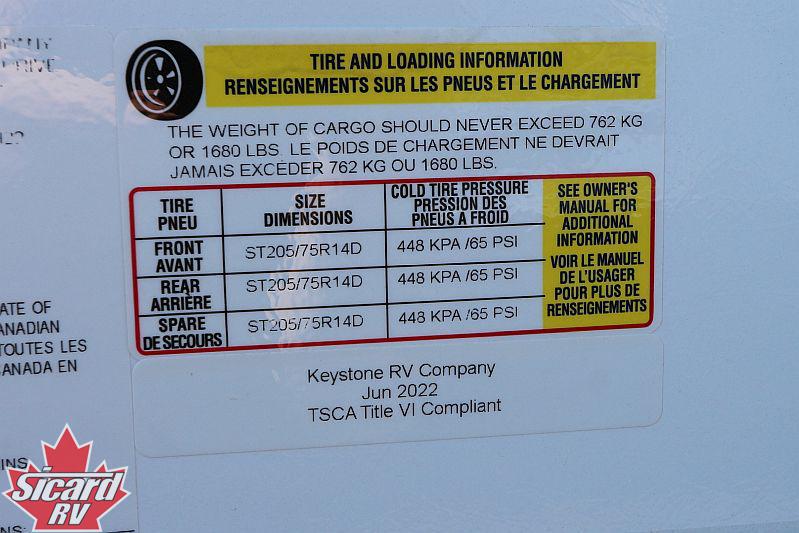 TIRE AND LOADING INFORMATION
RENSEIGNEMENTS SUR LES PNEUS ET LE CHARGEMENT
THE WEIGHT OF CARGO SHOULD NEVER EXCEED 762 KG
OR 1680 LBS. LE POIDS DE CHARGEMENT NE DEVRAIT
JAMAIS EXCÉDER 762 KG OU 1680 LBS.
TIRE
PNEU
SIZE
DIMENSIONS
COLD TIRE PRESSURE
PRESSION DES
PNEUS A FROID
SEE OWNER'S
MANUAL FOR
ADDITIONAL
INFORMATION
VOIR LE MANUEL
DE L'USAGER
POUR PLUS DE
RENSEIGNEMENTS
FRONT
AVANT
ST205/75R14D
448 KPA /65 PSI
REAR
ARRIÈRE
ST205/75R14D
448 KPA /65 PSI
SPARE
DE SECOURS
ST205/75R14D
448 KPA /65 PSI
Keystone RV Company
Jun 2022
TSCA Title VI Compliant
ATE OF
ANADIAN
TOUTES LES
CANADA EN
INS
Sicard
RV
NS: